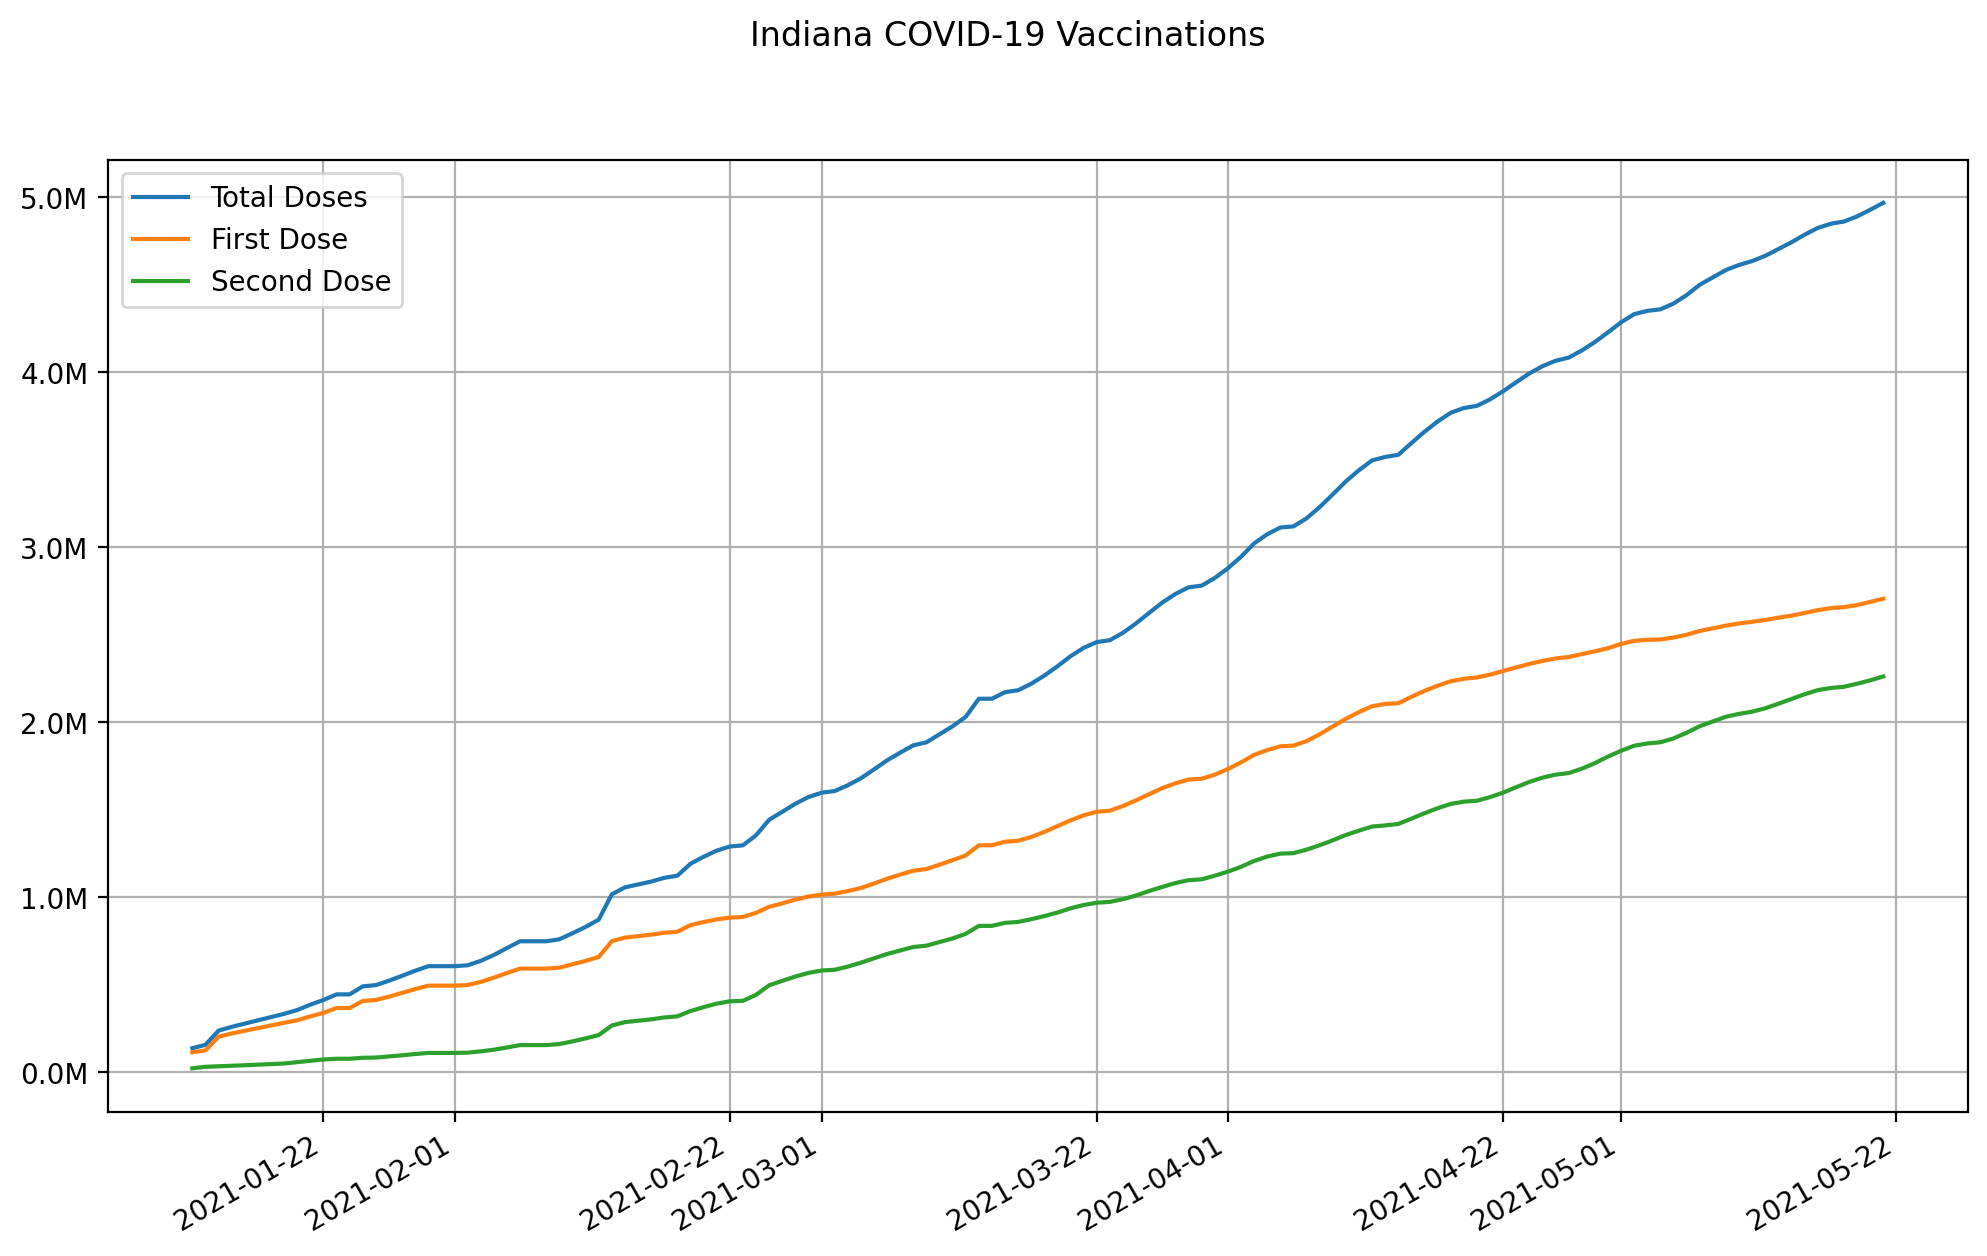 Indiana COVID-19 Vaccinations
Total Doses
First Dose
Second Dose
5.0M
4.0M
3.0M
2.0M
1.0M
0.0M
2021-01-22
2021-02-01
2021-02-22
2021-03-01
2021-03-22
2021-04-01
2021-04-22
2021-05-01
2021-05-22